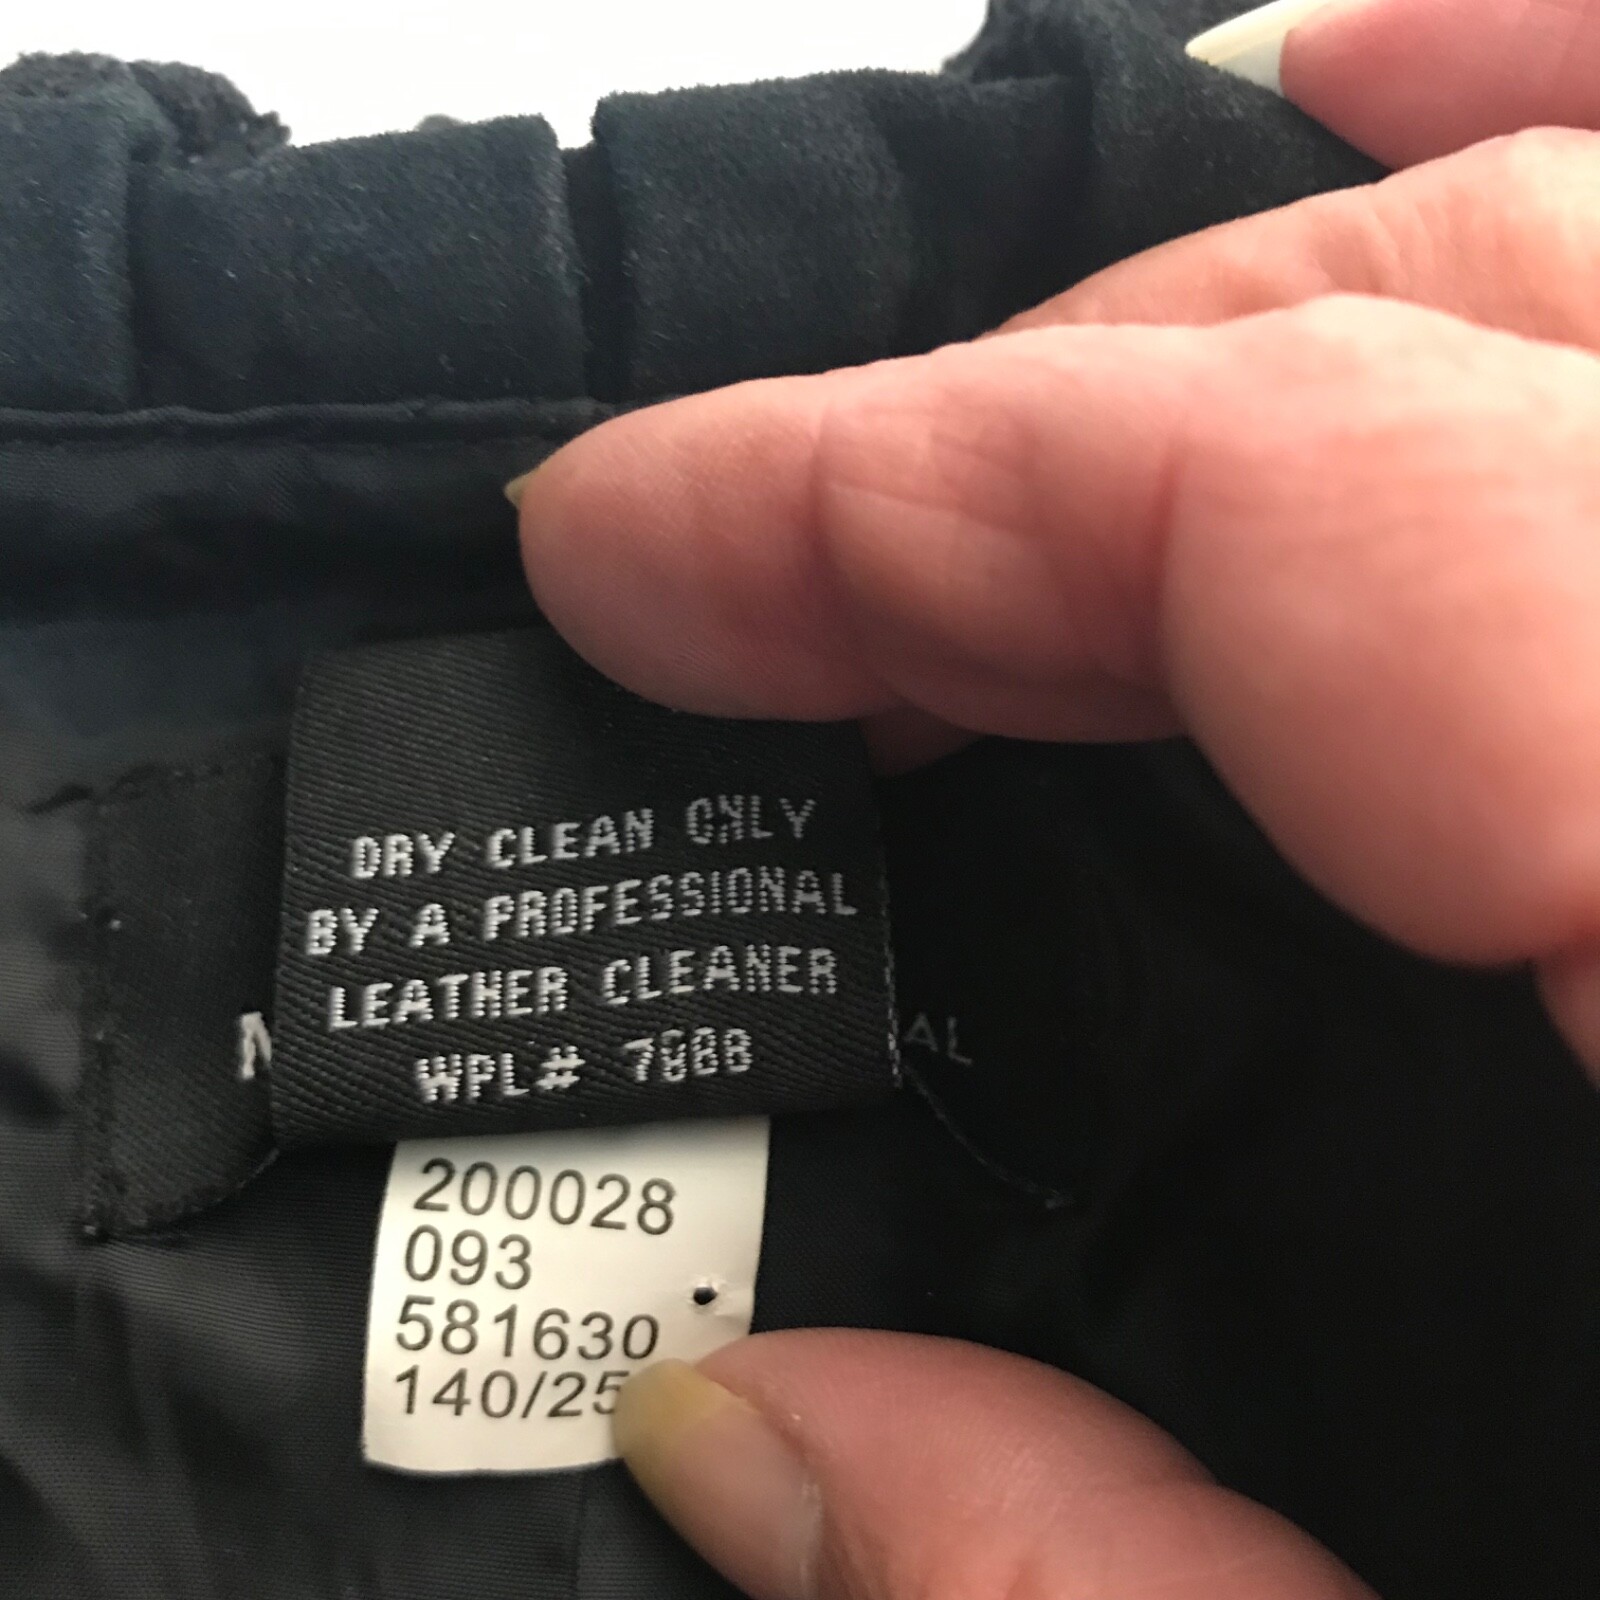 DRY CLEAN ONLY
BY A PROFESSIONAL
LEATHER CLEANER
WPL# 7888
200028
093
581630
140/25